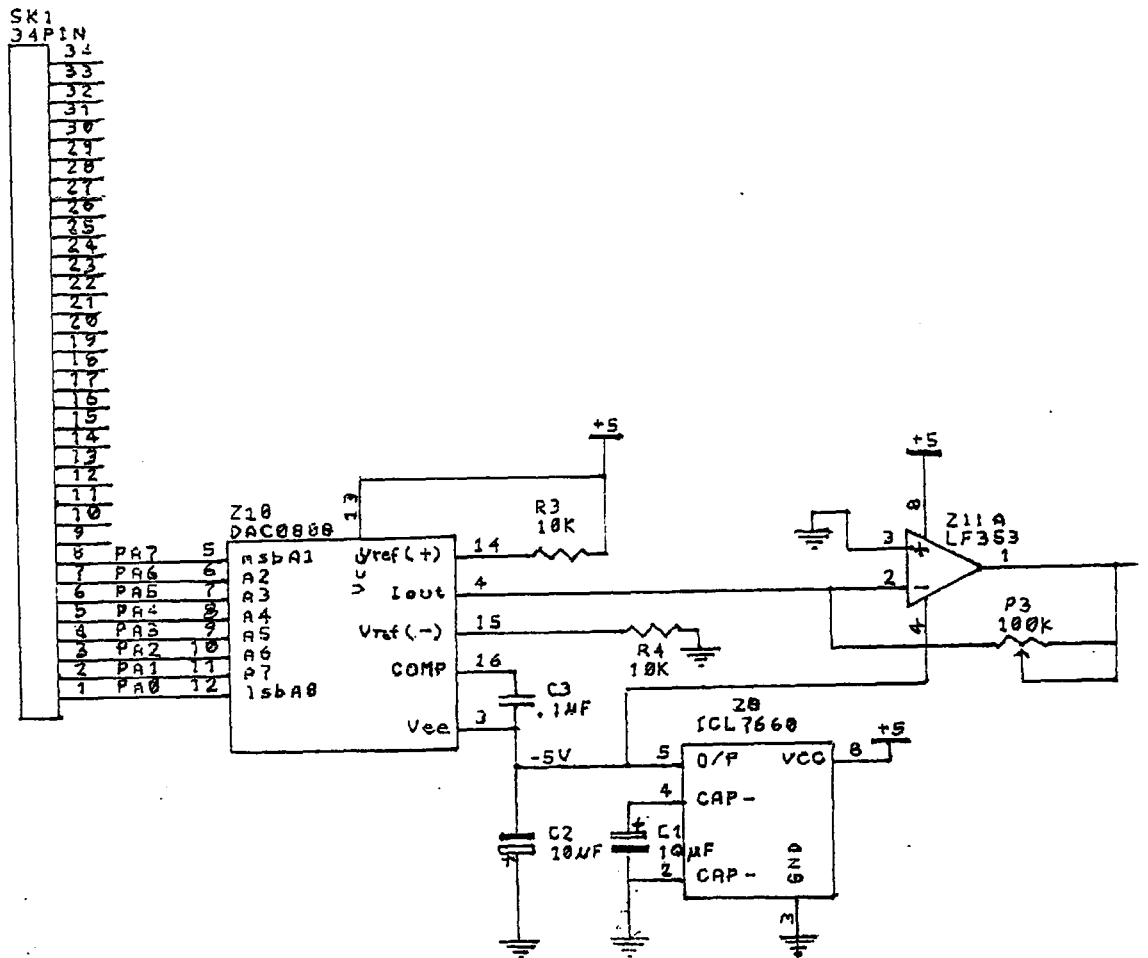 SK1
34PIN
34
33
32
31
30
29
28
27
26
25
24
23
22
21
20
19
18
17
16
15
14
13
12
11
10
9
8 PA7 5 msbA1
7 PA6 6 A2
6 PA5 7 A3
5 PA4 8 A4
4 PA3 9 A5
3 PA2 10 A6
2 PA1 11 A7
1 PA0 12 lsbA8
Z10
DAC0808
13
VCC
Vref(+) 14
Iout 4
Vref(-) 15
COMP 16
Vee 3
+5
R3
10K
R4
10K
C3
.1µF
-5V
C2
10µF
+
C1
10µF
+
Z8
ICL7660
5 O/P
4 CAP-
2 CAP-
VCC 8
+5
GND
3
+5
8
Z11A
LF353
3 +
2 -
1
4
P3
100K